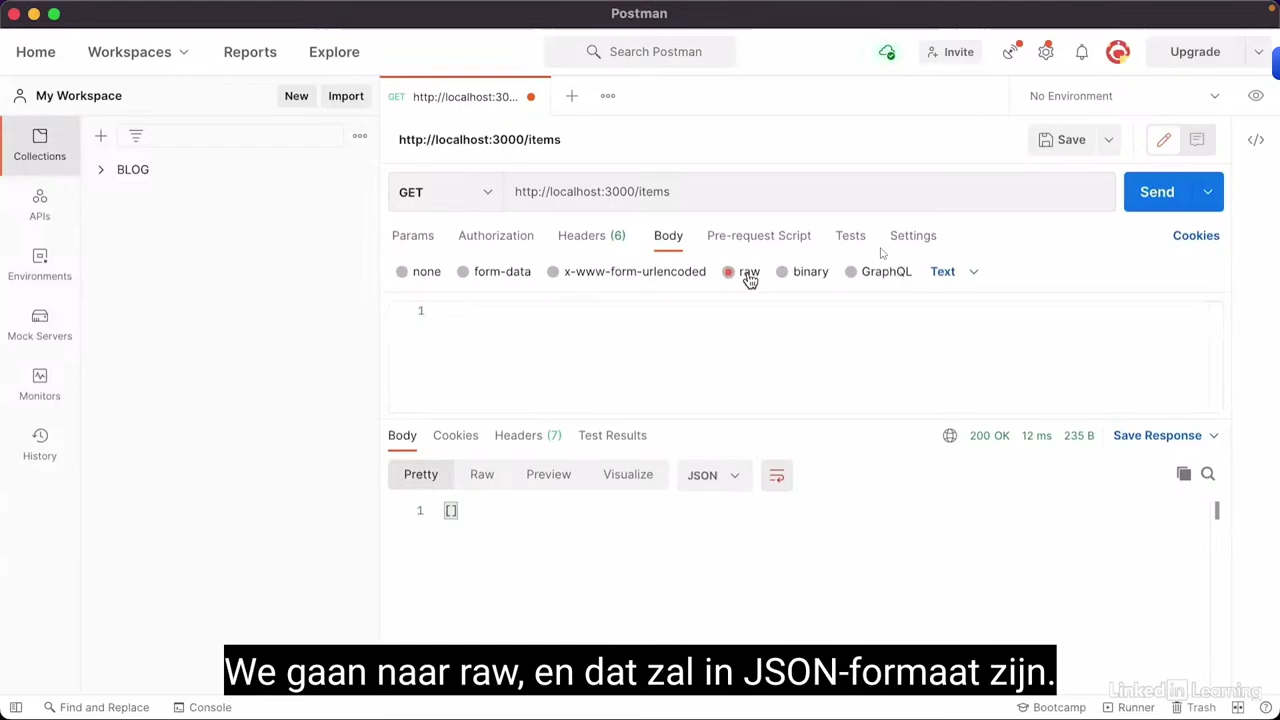 Postman
Home Workspaces Reports Explore Search Postman Invite Upgrade
My Workspace New Import GET http://localhost:30... No Environment
Collections
BLOG
http://localhost:3000/items Save
GET http://localhost:3000/items Send
Params Authorization Headers (6) Body Pre-request Script Tests Settings Cookies
none form-data x-www-form-urlencoded raw binary GraphQL Text
1
APIs
Environments
Mock Servers
Monitors
History
Body Cookies Headers (7) Test Results 200 OK 12 ms 235 B Save Response
Pretty Raw Preview Visualize JSON
1 []
We gaan naar raw, en dat zal in JSON-formaat zijn.
LinkedIn Learning
Find and Replace Console Bootcamp Runner Trash